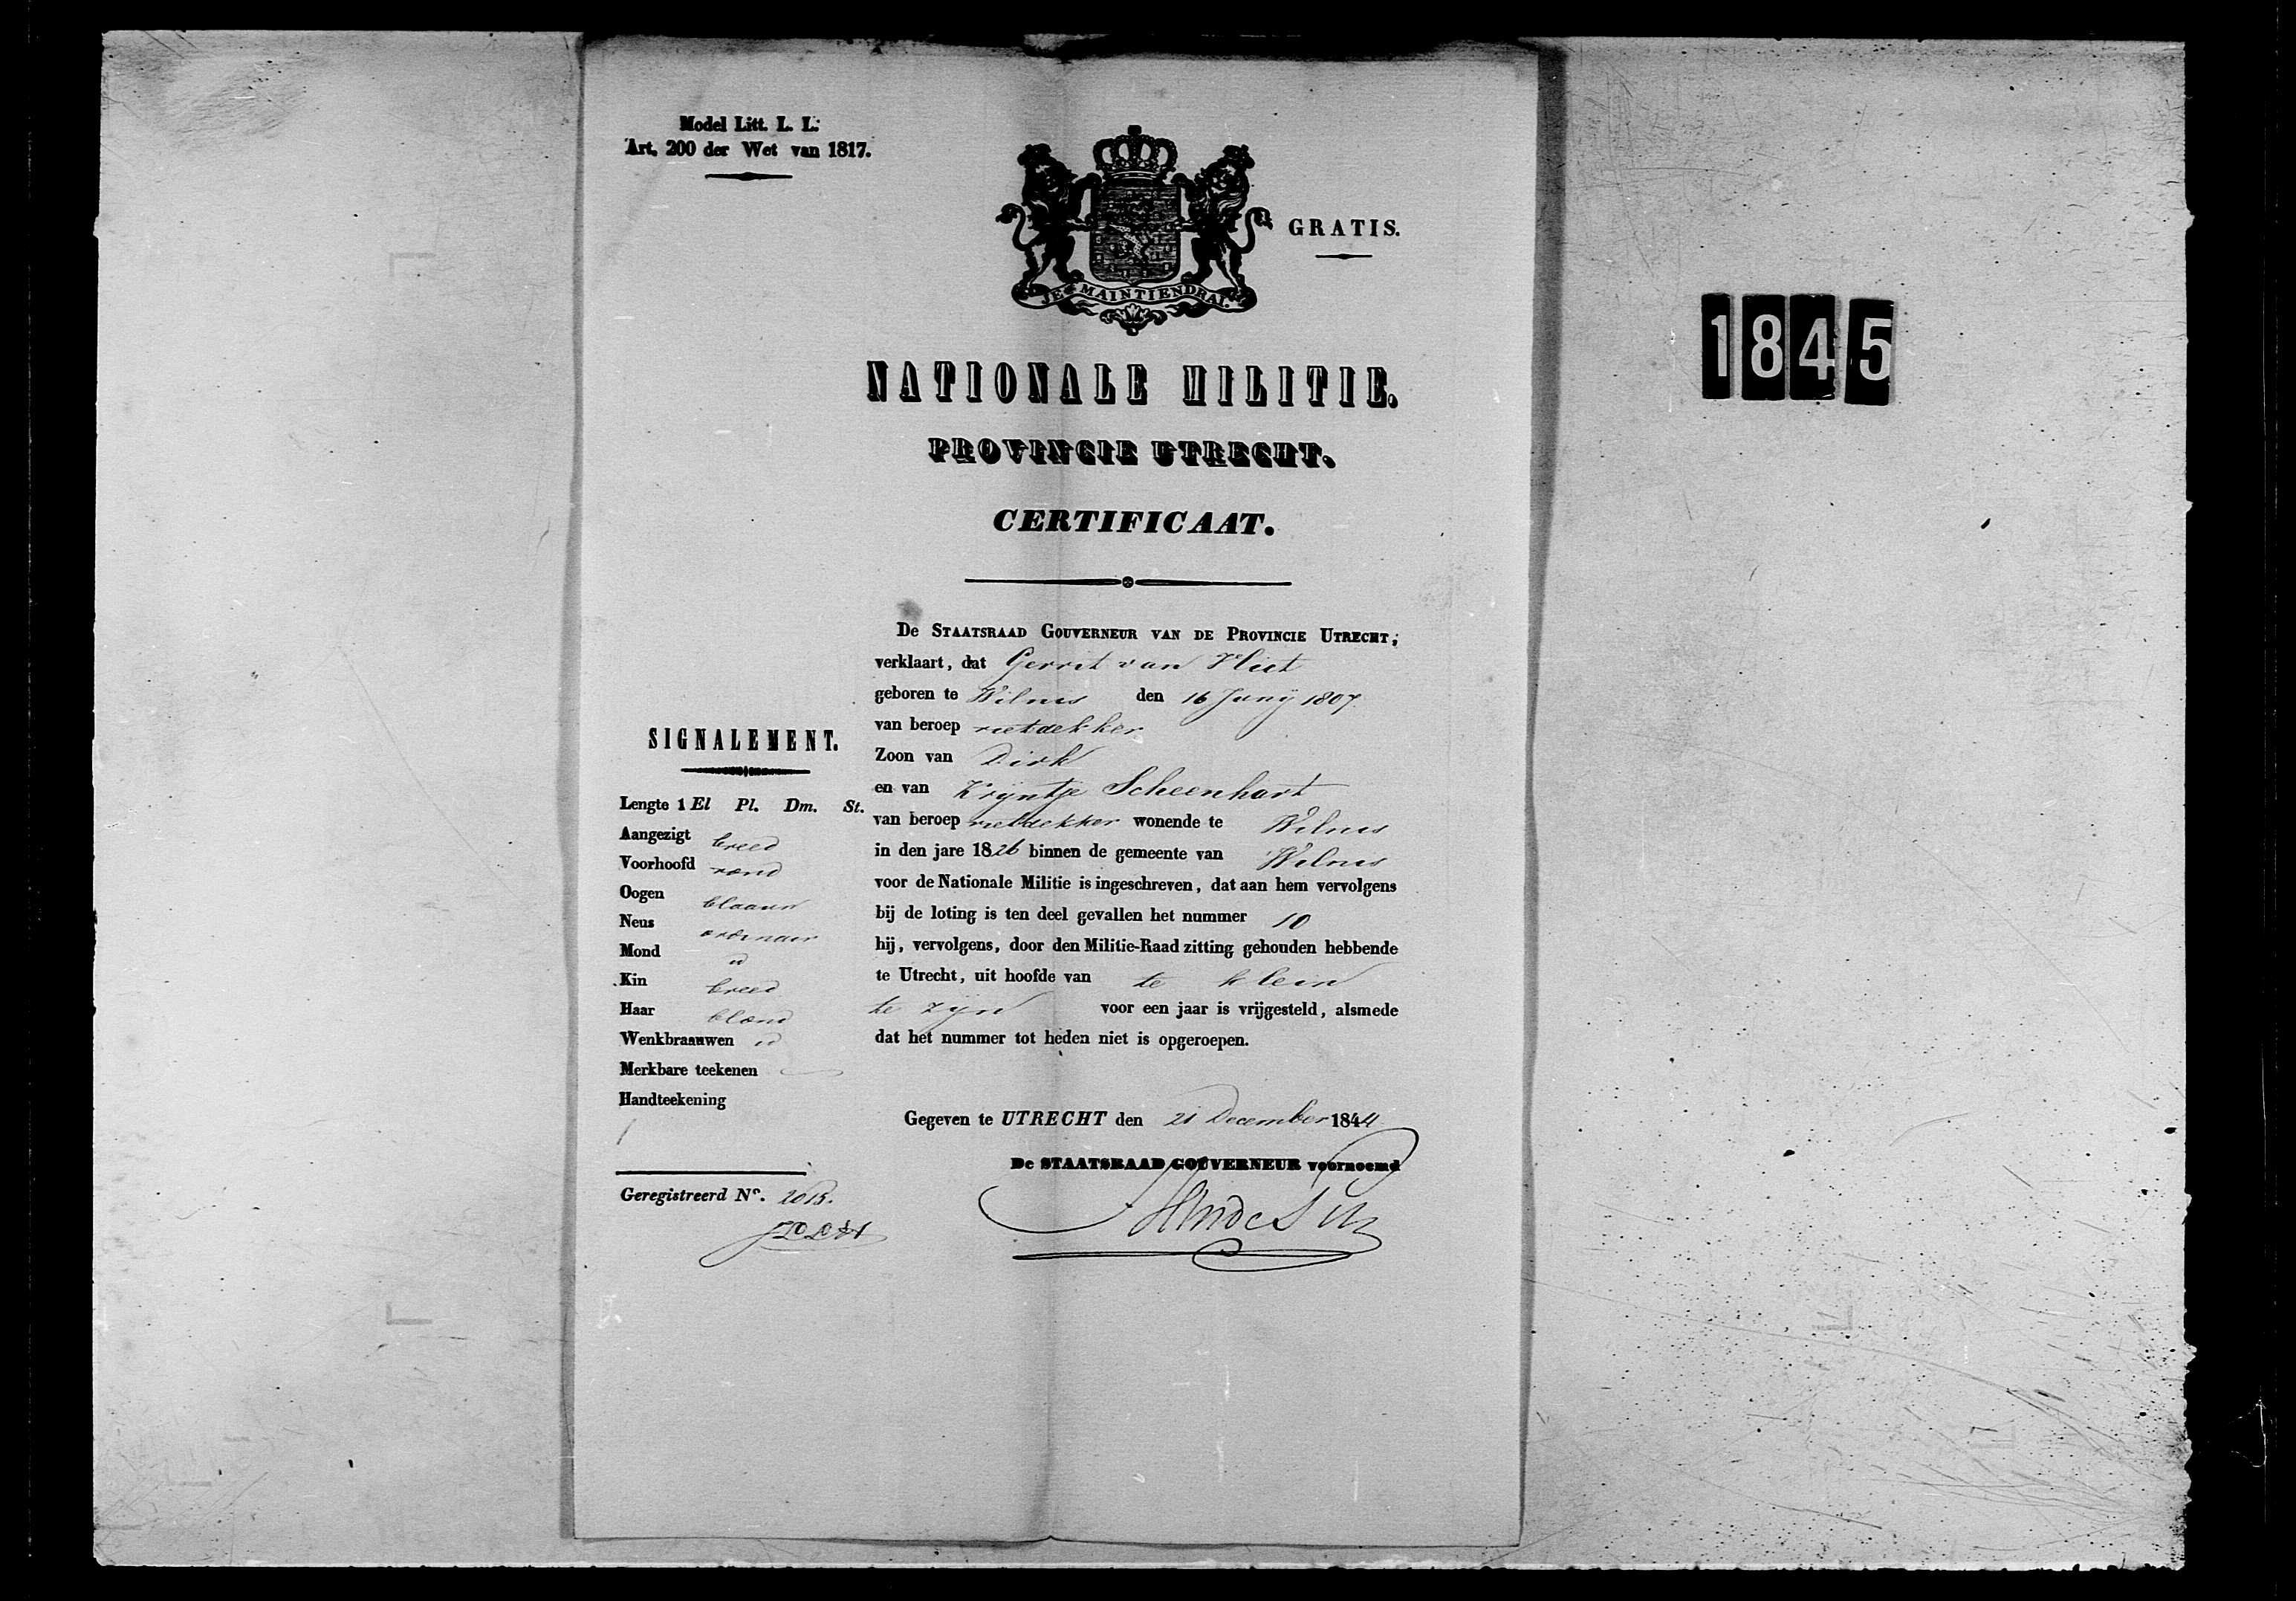 Model Litt. L. L.
Art. 200 der Wet van 1817.
GRATIS.
JE MAINTIENDRAI.
1845
NATIONALE MILITIE.
PROVINCIE UTRECHT.
CERTIFICAAT.
De Staatsraad Gouverneur van de Provincie Utrecht,
verklaart, dat Gerrit van Vliet
geboren te Wilnis den 16 Junij 1807
van beroep rietdekker
Zoon van Dirk
en van Krijntje Scheenhart
van beroep rietdekker wonende te Wilnis
in den jare 1826 binnen de gemeente van Wilnis
voor de Nationale Militie is ingeschreven, dat aan hem vervolgens
bij de loting is ten deel gevallen het nummer 10
hij, vervolgens, door den Militie-Raad zitting gehouden hebbende
te Utrecht, uit hoofde van te klein
te zijn voor een jaar is vrijgesteld, alsmede
dat het nummer tot heden niet is opgeroepen.
Gegeven te UTRECHT den 21 December 1844
De STAATSRAAD GOUVERNEUR voornoemd
SIGNALEMENT.
Lengte 1 El Pl. Dm. St.
Aangezigt breed
Voorhoofd rond
Oogen blaauw
Neus ordinair
Mond id
Kin breed
Haar blond
Wenkbraauwen id
Merkbare teekenen
Handteekening
Geregistreerd No. 2015.